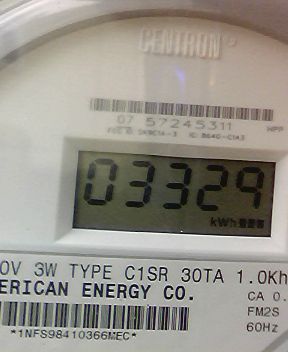 CENTRON®
07 57245311
03329
kWh
0V 3W TYPE C1SR 30TA 1.0Kh
ERICAN ENERGY CO.
CA 0.
FM2S
*1NFS98410366MEC*
60Hz